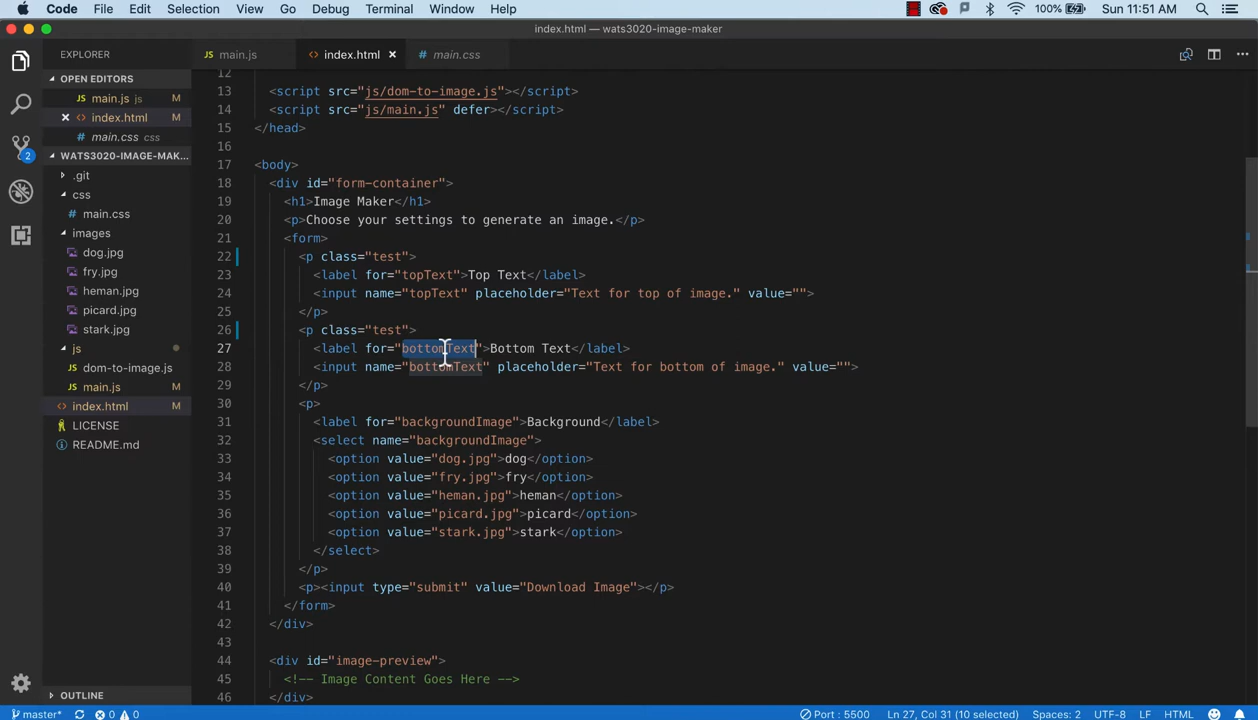 Code File Edit Selection View Go Debug Terminal Window Help 100% Sun 11:51 AM
index.html — wats3020-image-maker
EXPLORER
OPEN EDITORS
main.js js M
index.html M
main.css css
WATS3020-IMAGE-MAK...
.git
css
main.css
images
dog.jpg
fry.jpg
heman.jpg
picard.jpg
stark.jpg
js
dom-to-image.js
main.js M
index.html M
LICENSE
README.md
OUTLINE
2
main.js index.html main.css
12
13 <script src="js/dom-to-image.js"></script>
14 <script src="js/main.js" defer></script>
15 </head>
16
17 <body>
18 <div id="form-container">
19 <h1>Image Maker</h1>
20 <p>Choose your settings to generate an image.</p>
21 <form>
22 <p class="test">
23 <label for="topText">Top Text</label>
24 <input name="topText" placeholder="Text for top of image." value="">
25 </p>
26 <p class="test">
27 <label for="bottomText">Bottom Text</label>
28 <input name="bottomText" placeholder="Text for bottom of image." value="">
29 </p>
30 <p>
31 <label for="backgroundImage">Background</label>
32 <select name="backgroundImage">
33 <option value="dog.jpg">dog</option>
34 <option value="fry.jpg">fry</option>
35 <option value="heman.jpg">heman</option>
36 <option value="picard.jpg">picard</option>
37 <option value="stark.jpg">stark</option>
38 </select>
39 </p>
40 <p><input type="submit" value="Download Image"></p>
41 </form>
42 </div>
43
44 <div id="image-preview">
45 <!-- Image Content Goes Here -->
46 </div>
master* 0 0 Port : 5500 Ln 27, Col 31 (10 selected) Spaces: 2 UTF-8 LF HTML